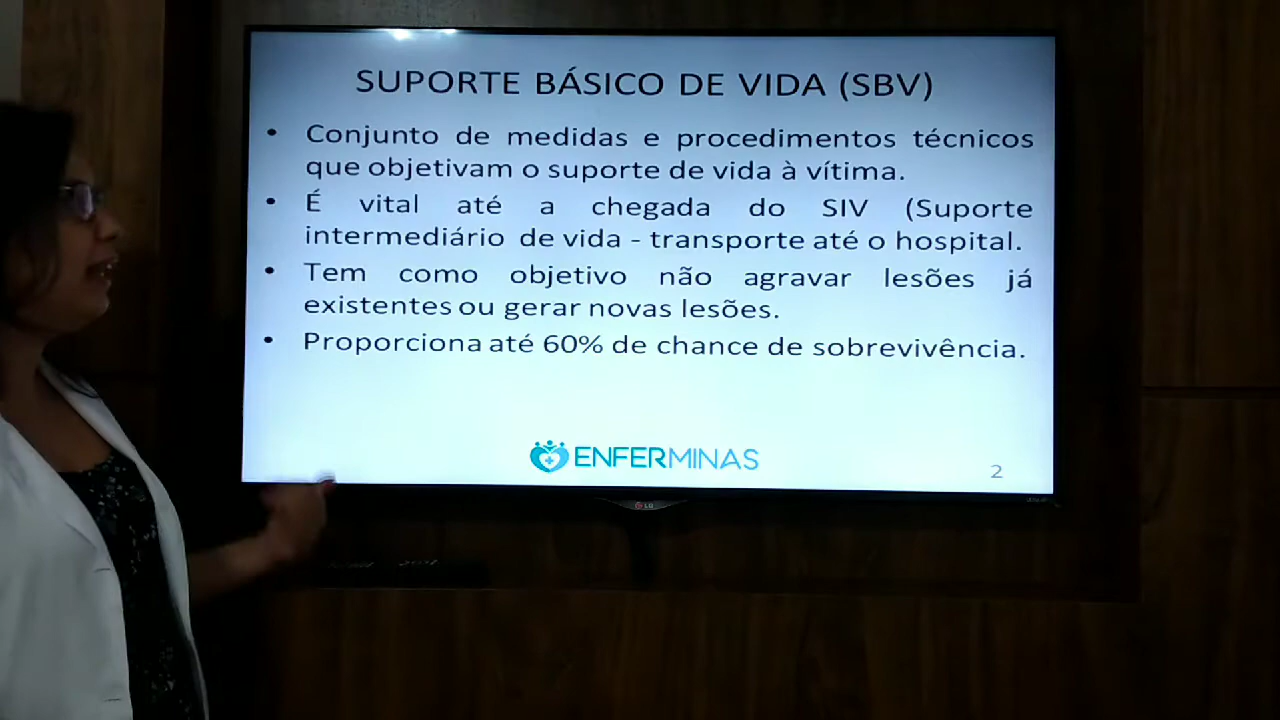 SUPORTE BÁSICO DE VIDA (SBV)
• Conjunto de medidas e procedimentos técnicos
que objetivam o suporte de vida à vítima.
• É vital até a chegada do SIV (Suporte
intermediário de vida - transporte até o hospital.
• Tem como objetivo não agravar lesões já
existentes ou gerar novas lesões.
• Proporciona até 60% de chance de sobrevivência.
ENFERMINAS
2
LG